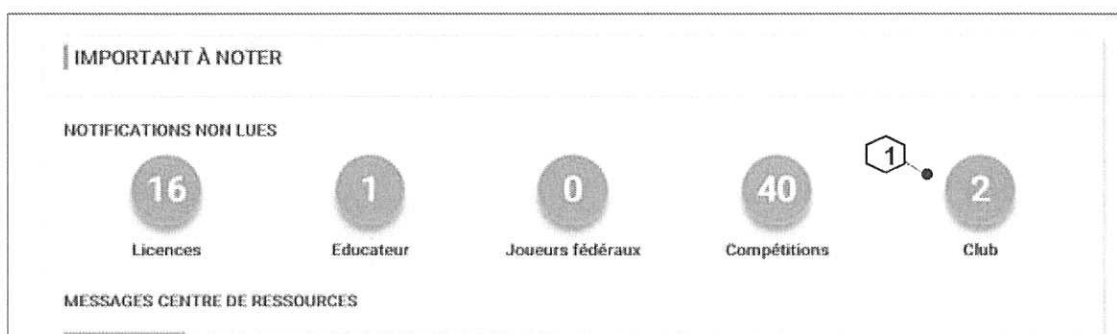 IMPORTANT À NOTER
NOTIFICATIONS NON LUES
1
16 1 0 40 2
Licences Educateur Joueurs fédéraux Compétitions Club
MESSAGES CENTRE DE RESSOURCES